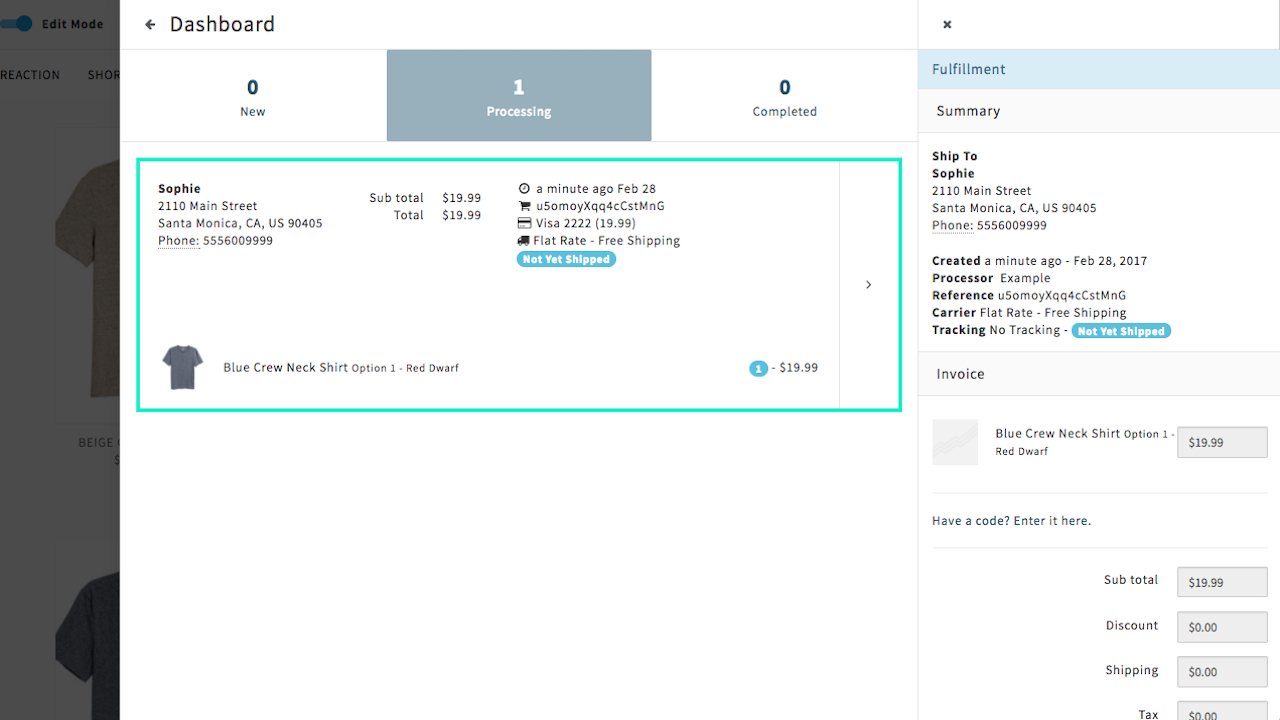 Edit Mode
REACTION SHOR
BEIGE
$
Dashboard
0
New
1
Processing
0
Completed
Sophie
2110 Main Street
Santa Monica, CA, US 90405
Phone: 5556009999
Sub total $19.99
Total $19.99
a minute ago Feb 28
u5omoyXqq4cCstMnG
Visa 2222 (19.99)
Flat Rate - Free Shipping
Not Yet Shipped
Blue Crew Neck Shirt Option 1 - Red Dwarf
1 - $19.99
Fulfillment
Summary
Ship To
Sophie
2110 Main Street
Santa Monica, CA, US 90405
Phone: 5556009999
Created a minute ago - Feb 28, 2017
Processor Example
Reference u5omoyXqq4cCstMnG
Carrier Flat Rate - Free Shipping
Tracking No Tracking - Not Yet Shipped
Invoice
Blue Crew Neck Shirt Option 1 -
Red Dwarf
$19.99
Have a code? Enter it here.
Sub total $19.99
Discount $0.00
Shipping $0.00
Tax $0.00